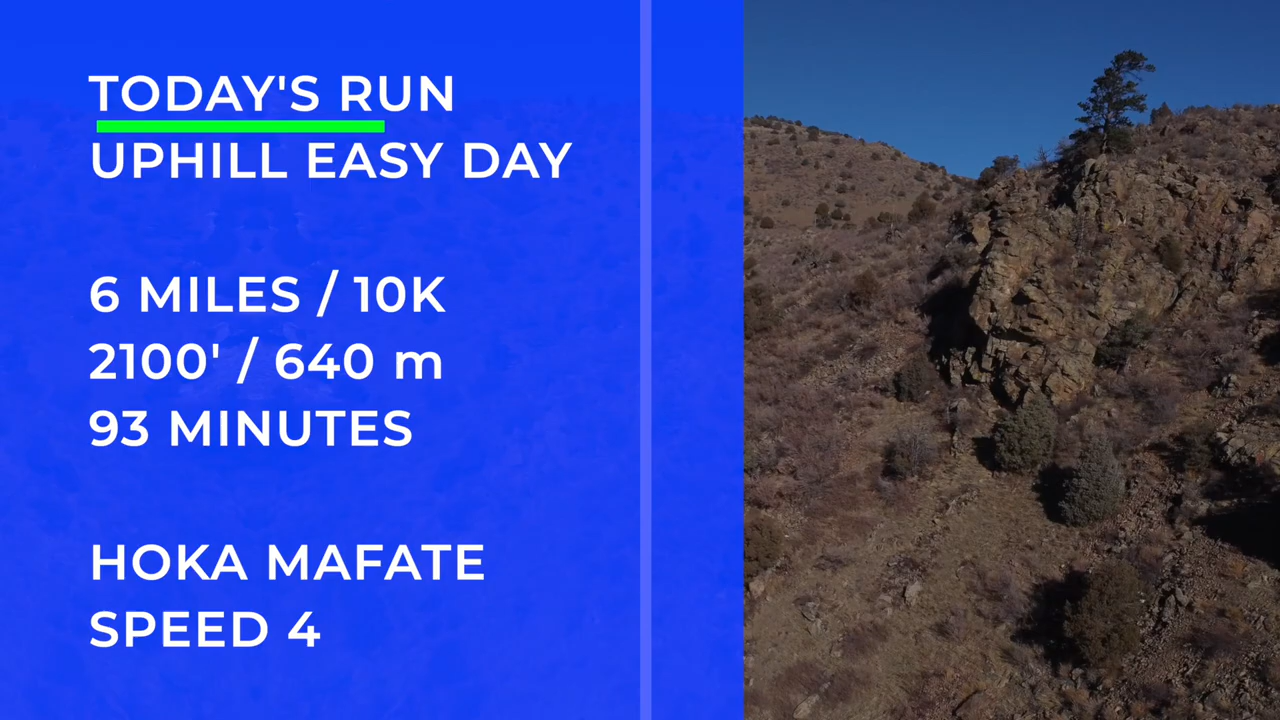 TODAY'S RUN
UPHILL EASY DAY
6 MILES / 10K
2100' / 640 m
93 MINUTES
HOKA MAFATE
SPEED 4